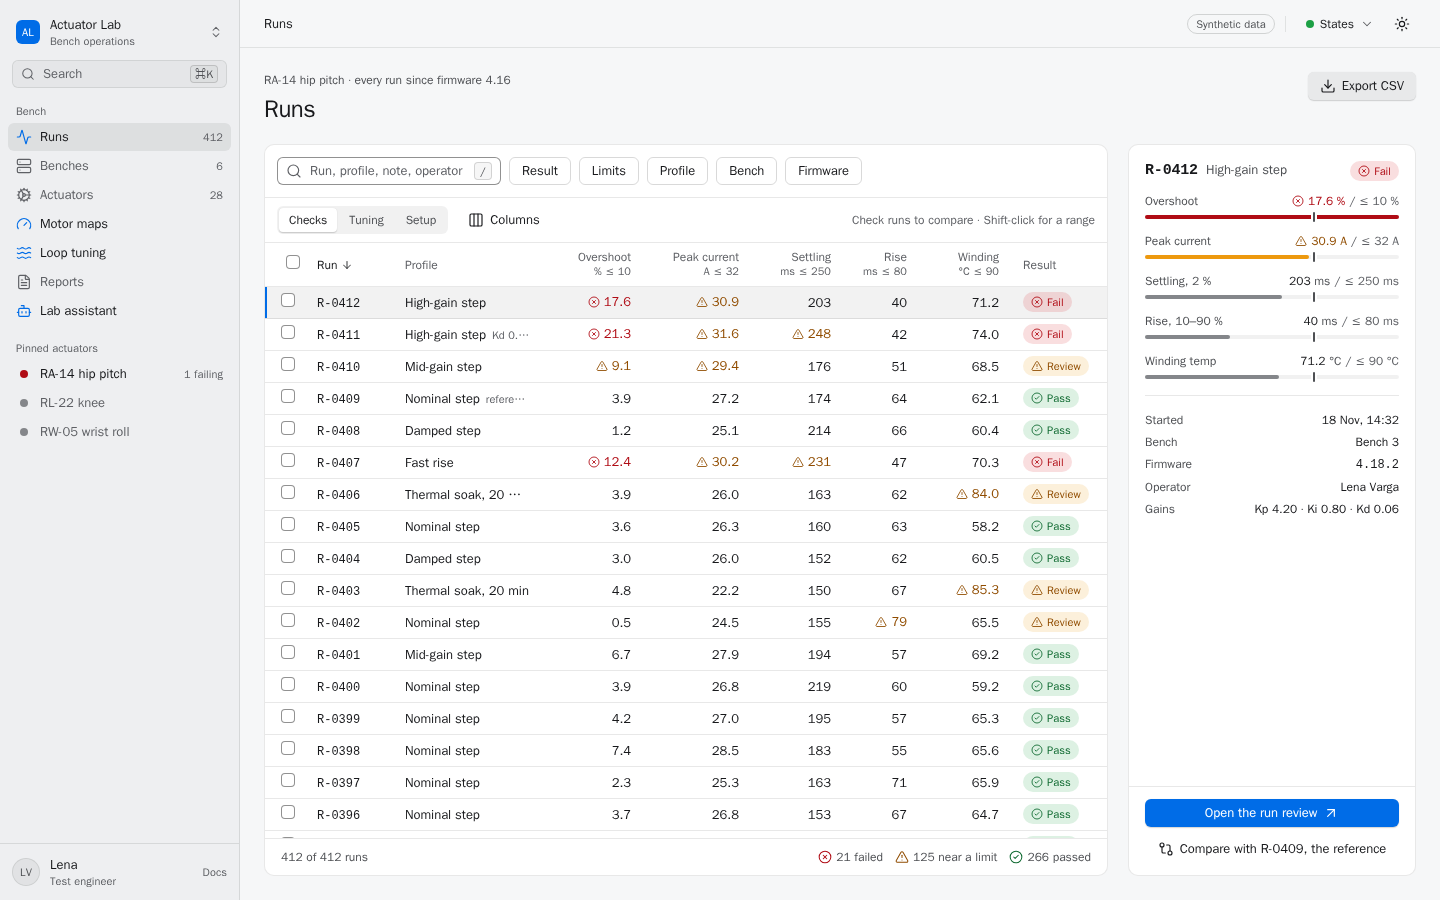 AL
Actuator Lab
Bench operations
Search ⌘K
Bench
Runs 412
Benches 6
Actuators 28
Motor maps
Loop tuning
Reports
Lab assistant
Pinned actuators
RA-14 hip pitch 1 failing
RL-22 knee
RW-05 wrist roll
LV
Lena
Test engineer
Docs
Runs
Synthetic data
States
RA-14 hip pitch · every run since firmware 4.16
Runs
Export CSV
Run, profile, note, operator /
Result
Limits
Profile
Bench
Firmware
Checks
Tuning
Setup
Columns
Check runs to compare · Shift-click for a range
Run ↓ Profile Overshoot % ≤ 10 Peak current A ≤ 32 Settling ms ≤ 250 Rise ms ≤ 80 Winding °C ≤ 90 Result
R-0412 High-gain step 17.6 30.9 203 40 71.2 Fail
R-0411 High-gain step Kd 0.··· 21.3 31.6 248 42 74.0 Fail
R-0410 Mid-gain step 9.1 29.4 176 51 68.5 Review
R-0409 Nominal step refere··· 3.9 27.2 174 64 62.1 Pass
R-0408 Damped step 1.2 25.1 214 66 60.4 Pass
R-0407 Fast rise 12.4 30.2 231 47 70.3 Fail
R-0406 Thermal soak, 20 ··· 3.9 26.0 163 62 84.0 Review
R-0405 Nominal step 3.6 26.3 160 63 58.2 Pass
R-0404 Damped step 3.0 26.0 152 62 60.5 Pass
R-0403 Thermal soak, 20 min 4.8 22.2 150 67 85.3 Review
R-0402 Nominal step 0.5 24.5 155 79 65.5 Review
R-0401 Mid-gain step 6.7 27.9 194 57 69.2 Pass
R-0400 Nominal step 3.9 26.8 219 60 59.2 Pass
R-0399 Nominal step 4.2 27.0 195 57 65.3 Pass
R-0398 Nominal step 7.4 28.5 183 55 65.6 Pass
R-0397 Nominal step 2.3 25.3 163 71 65.9 Pass
R-0396 Nominal step 3.7 26.8 153 67 64.7 Pass
412 of 412 runs
21 failed
125 near a limit
266 passed
R-0412 High-gain step Fail
Overshoot 17.6 % / ≤ 10 %
Peak current 30.9 A / ≤ 32 A
Settling, 2 % 203 ms / ≤ 250 ms
Rise, 10–90 % 40 ms / ≤ 80 ms
Winding temp 71.2 °C / ≤ 90 °C
Started 18 Nov, 14:32
Bench Bench 3
Firmware 4.18.2
Operator Lena Varga
Gains Kp 4.20 · Ki 0.80 · Kd 0.06
Open the run review
Compare with R-0409, the reference